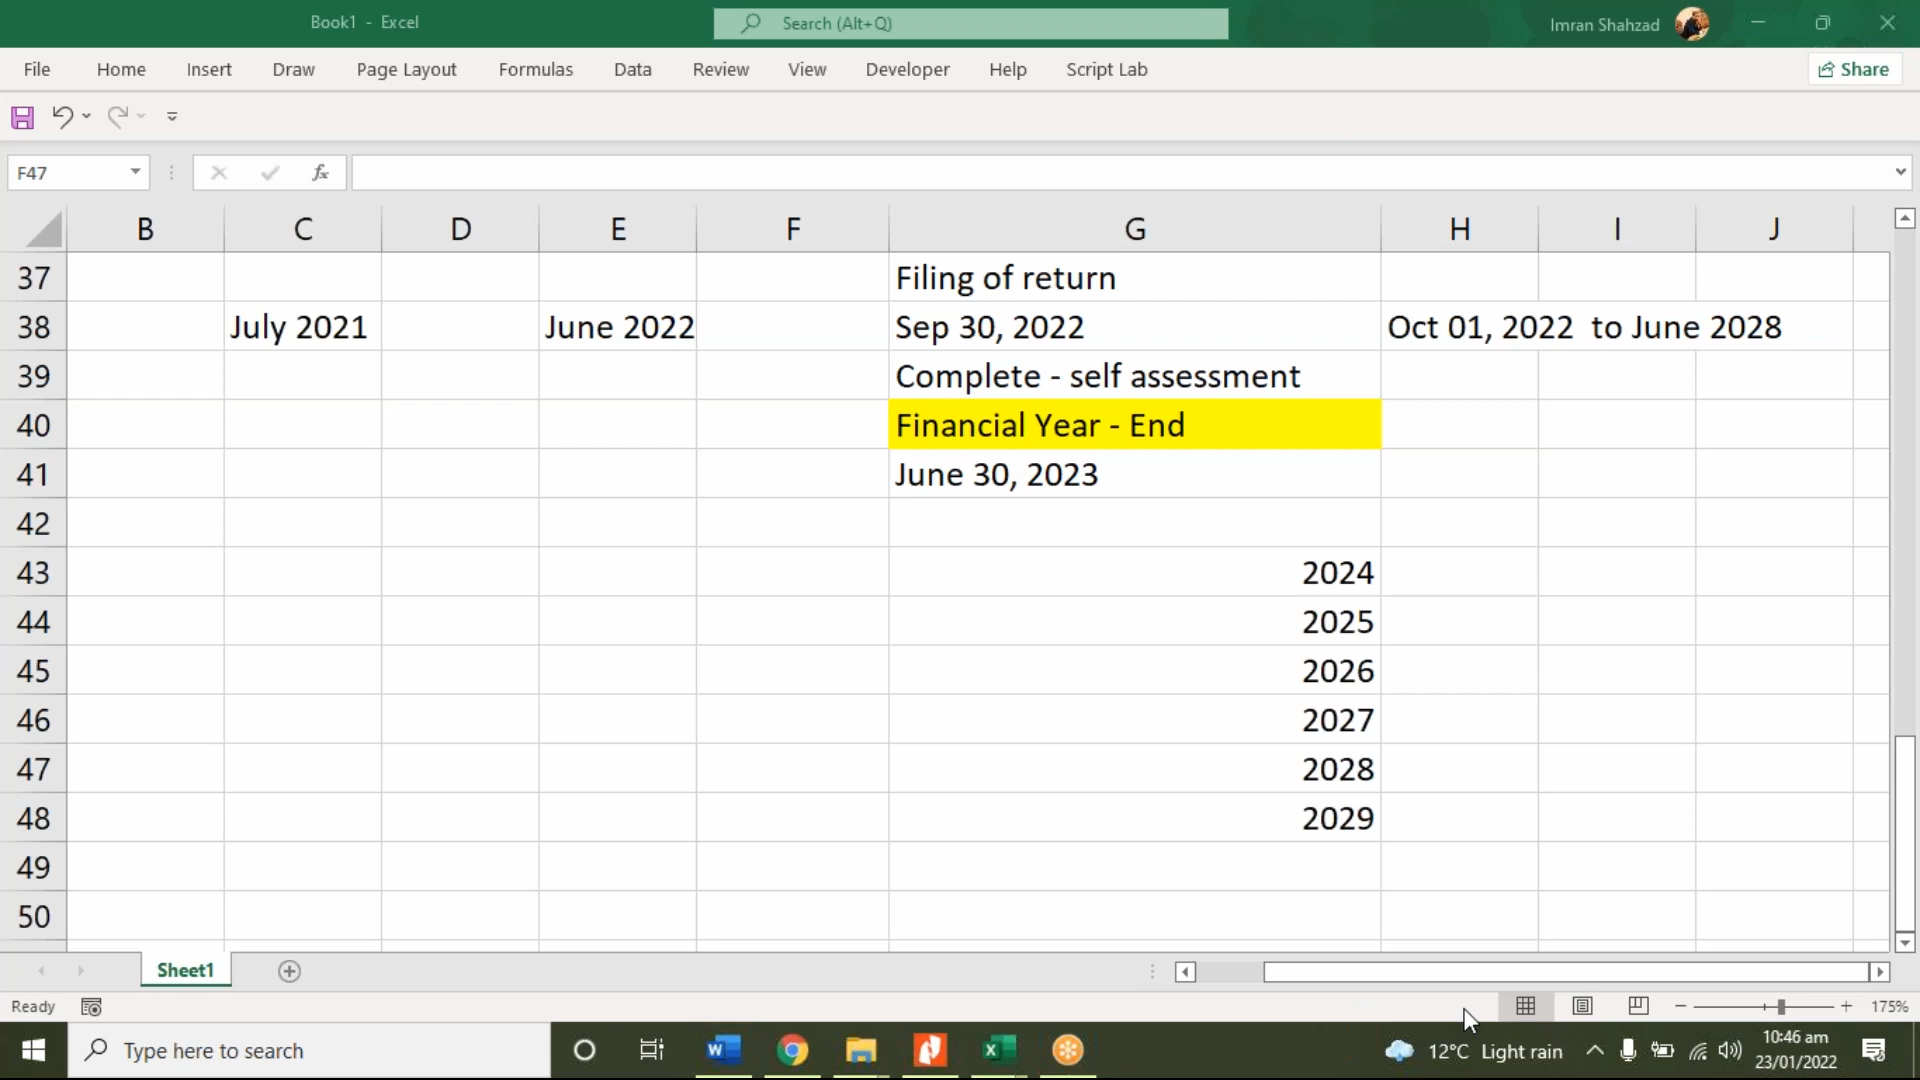 Book1 - Excel
Search (Alt+Q)
Imran Shahzad
File Home Insert Draw Page Layout Formulas Data Review View Developer Help Script Lab Share
F47 fx
B C D E F G H I J
37 Filing of return
38 July 2021 June 2022 Sep 30, 2022 Oct 01, 2022 to June 2028
39 Complete - self assessment
40 Financial Year - End
41 June 30, 2023
42
43 2024
44 2025
45 2026
46 2027
47 2028
48 2029
49
50
Sheet1
Ready 175%
Type here to search
12°C Light rain
10:46 am
23/01/2022